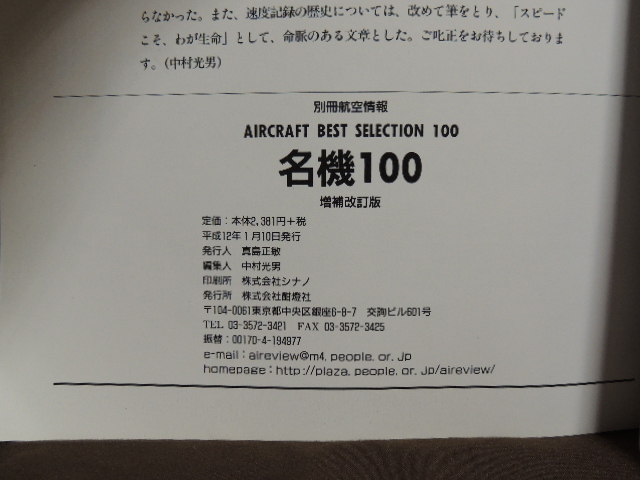 らなかった。また、速度記録の歴史については、改めて筆をとり、「スピード
こそ、わが生命」として、命脈のある文章とした。ご叱正をお待ちしておりま
す。(中村光男)
別冊航空情報
AIRCRAFT BEST SELECTION 100
名機100
増補改訂版
定価：本体2,381円＋税
平成12年1月10日発行
発行人　真島正敏
編集人　中村光男
印刷所　株式会社シナノ
発行所　株式会社酣燈社
〒104-0061東京都中央区銀座6-8-7　交詢ビル601号
TEL 03-3572-3421 FAX 03-3572-3425
振替：00170-4-194977
e-mail：aireview@m4.people.or.jp
homepage：http://plaza.people.or.jp/aireview/